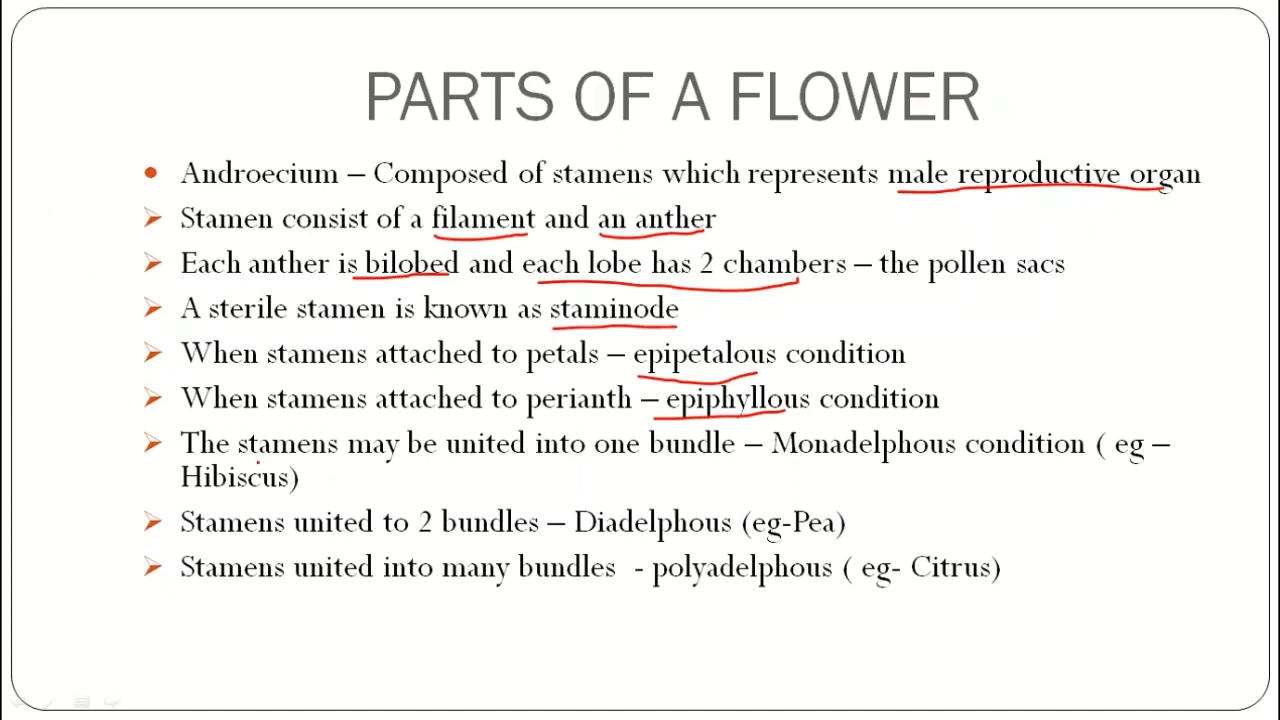 PARTS OF A FLOWER
Androecium – Composed of stamens which represents male reproductive organ
Stamen consist of a filament and an anther
Each anther is bilobed and each lobe has 2 chambers – the pollen sacs
A sterile stamen is known as staminode
When stamens attached to petals – epipetalous condition
When stamens attached to perianth – epiphyllous condition
The stamens may be united into one bundle – Monadelphous condition ( eg –
Hibiscus)
Stamens united to 2 bundles – Diadelphous (eg-Pea)
Stamens united into many bundles - polyadelphous ( eg- Citrus)